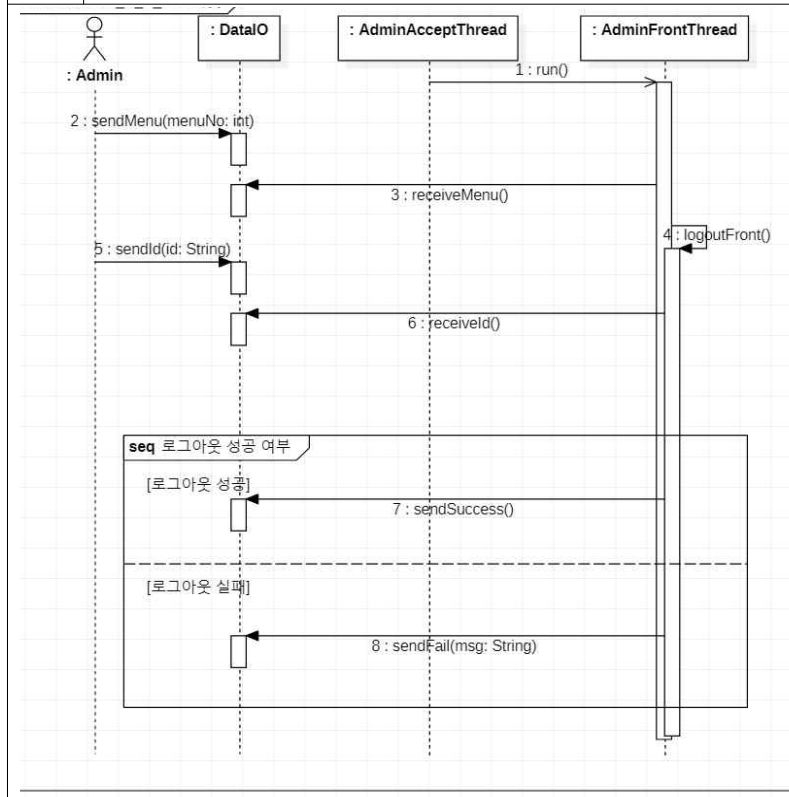 : DataIO
: AdminAcceptThread
: AdminFrontThread
: Admin
1 : run()
2 : sendMenu(menuNo: int)
3 : receiveMenu()
4 : logoutFront()
5 : sendId(id: String)
6 : receiveId()
seq 로그아웃 성공 여부
[로그아웃 성공]
7 : sendSuccess()
[로그아웃 실패]
8 : sendFail(msg: String)